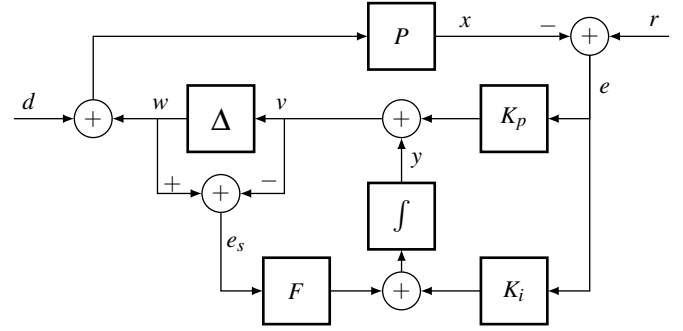 P
x
−
+
r
e
d
+
w
Δ
v
+
K_p
+
+
−
y
e_s
∫
F
+
K_i